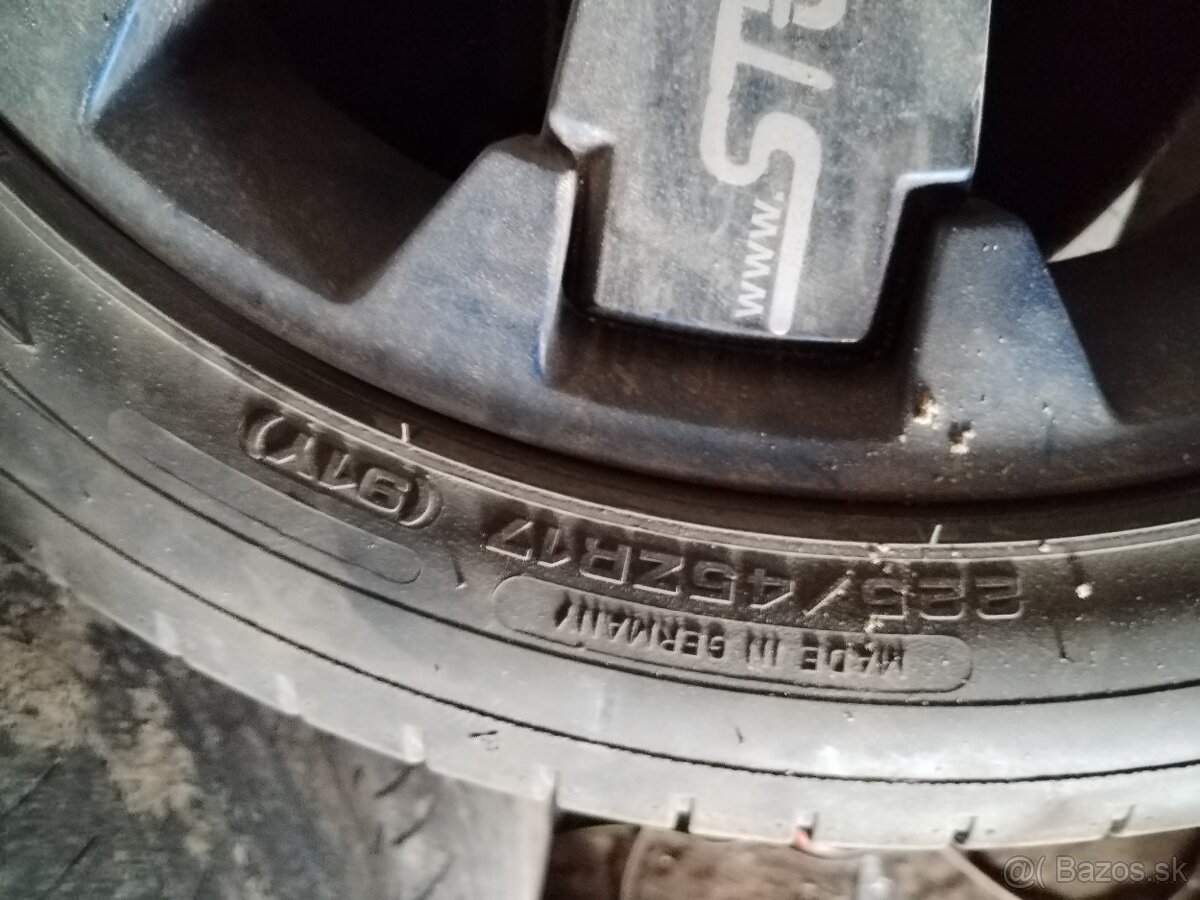 www.ST
225/45ZR17 (91Y)
MADE IN GERMANY
Bazos.sk